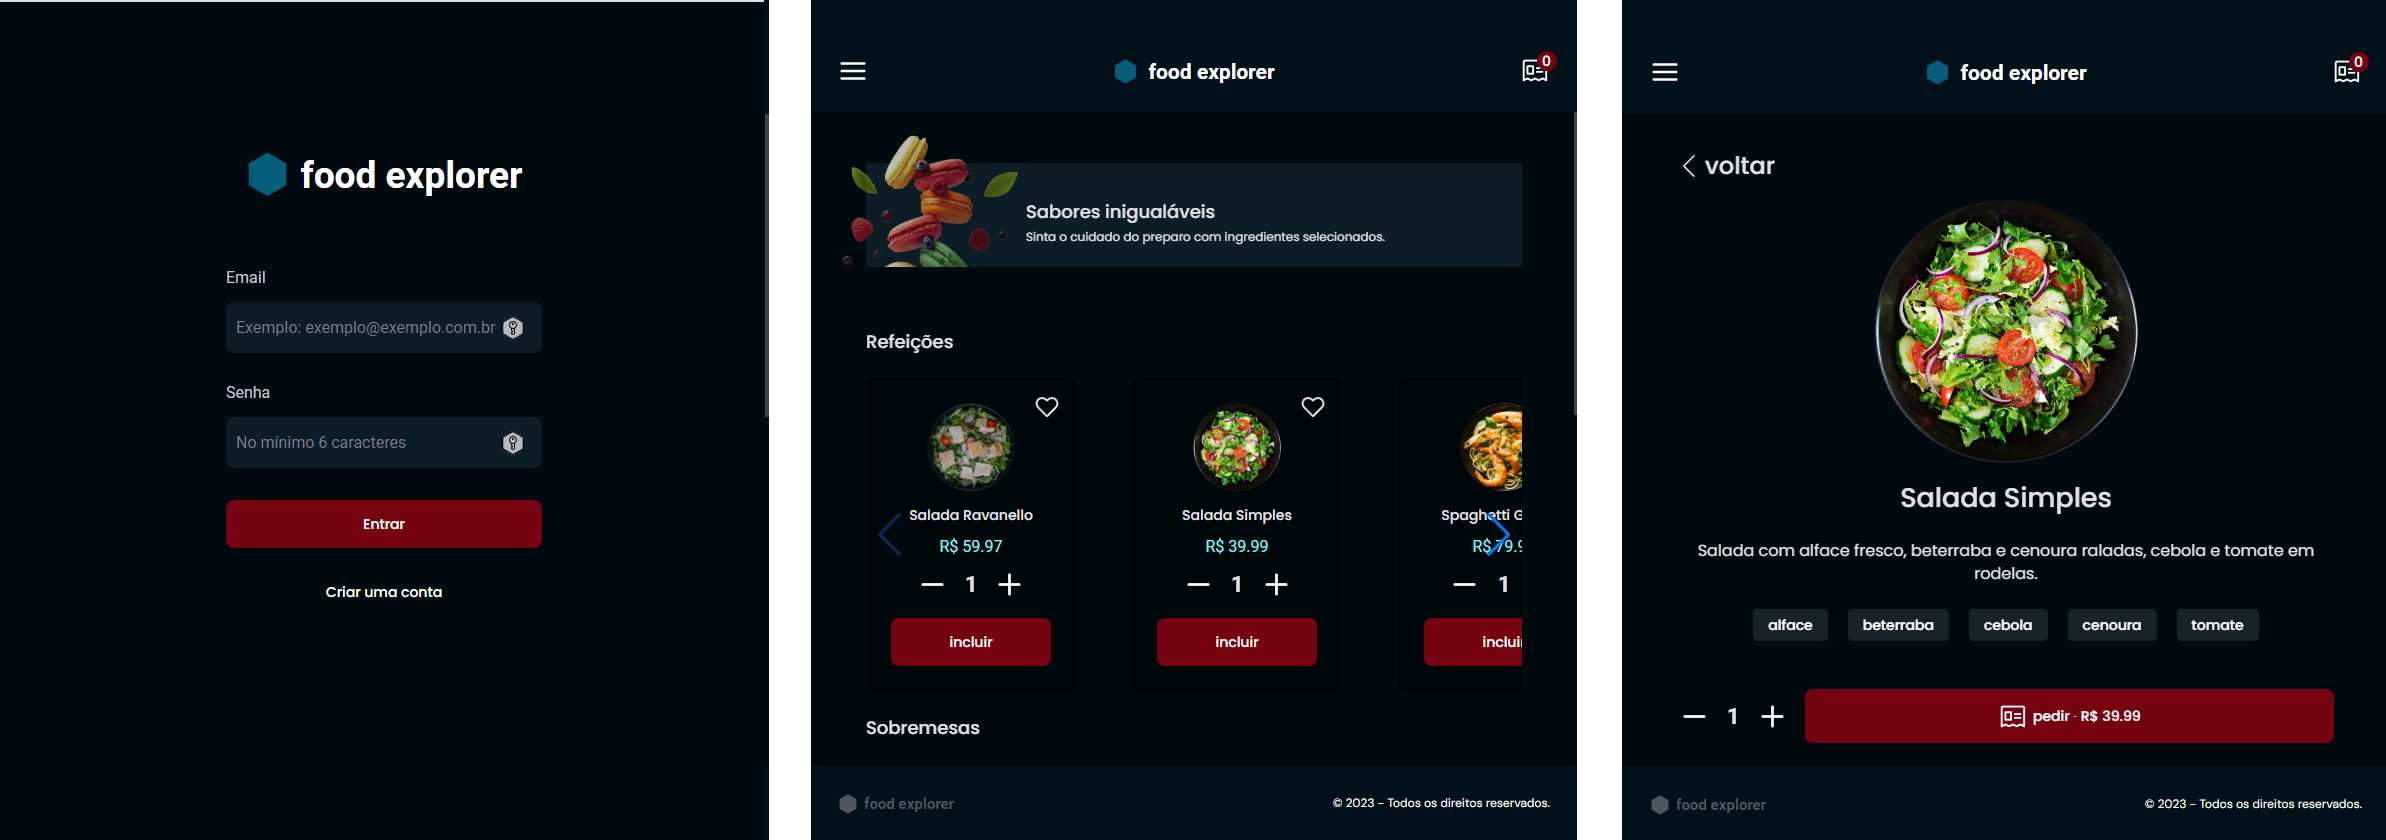 food explorer
Email
Exemplo: exemplo@exemplo.com.br
Senha
No mínimo 6 caracteres
Entrar
Criar uma conta
food explorer
0
Sabores inigualáveis
Sinta o cuidado do preparo com ingredientes selecionados.
Refeições
Salada Ravanello
R$ 59.97
1
incluir
Salada Simples
R$ 39.99
1
incluir
Spaghetti G
R$ 79.9
1
inclui
Sobremesas
food explorer
© 2023 - Todos os direitos reservados.
food explorer
0
voltar
Salada Simples
Salada com alface fresco, beterraba e cenoura raladas, cebola e tomate em
rodelas.
alface beterraba cebola cenoura tomate
1
pedir · R$ 39.99
food explorer
© 2023 - Todos os direitos reservados.